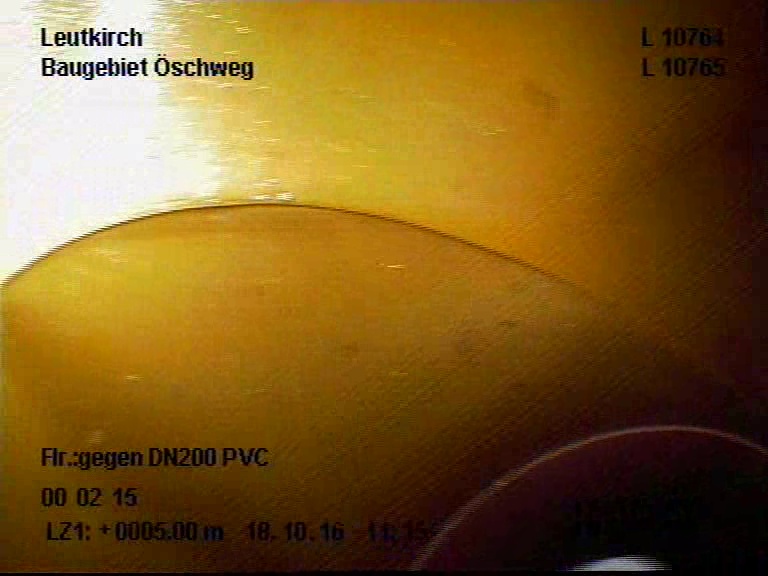 Leutkirch L 10764
Baugebiet Öschweg L 10765
Flr.:gegen DN200 PVC
00 02 15
LZ1: +0005.00 m 18.10.16